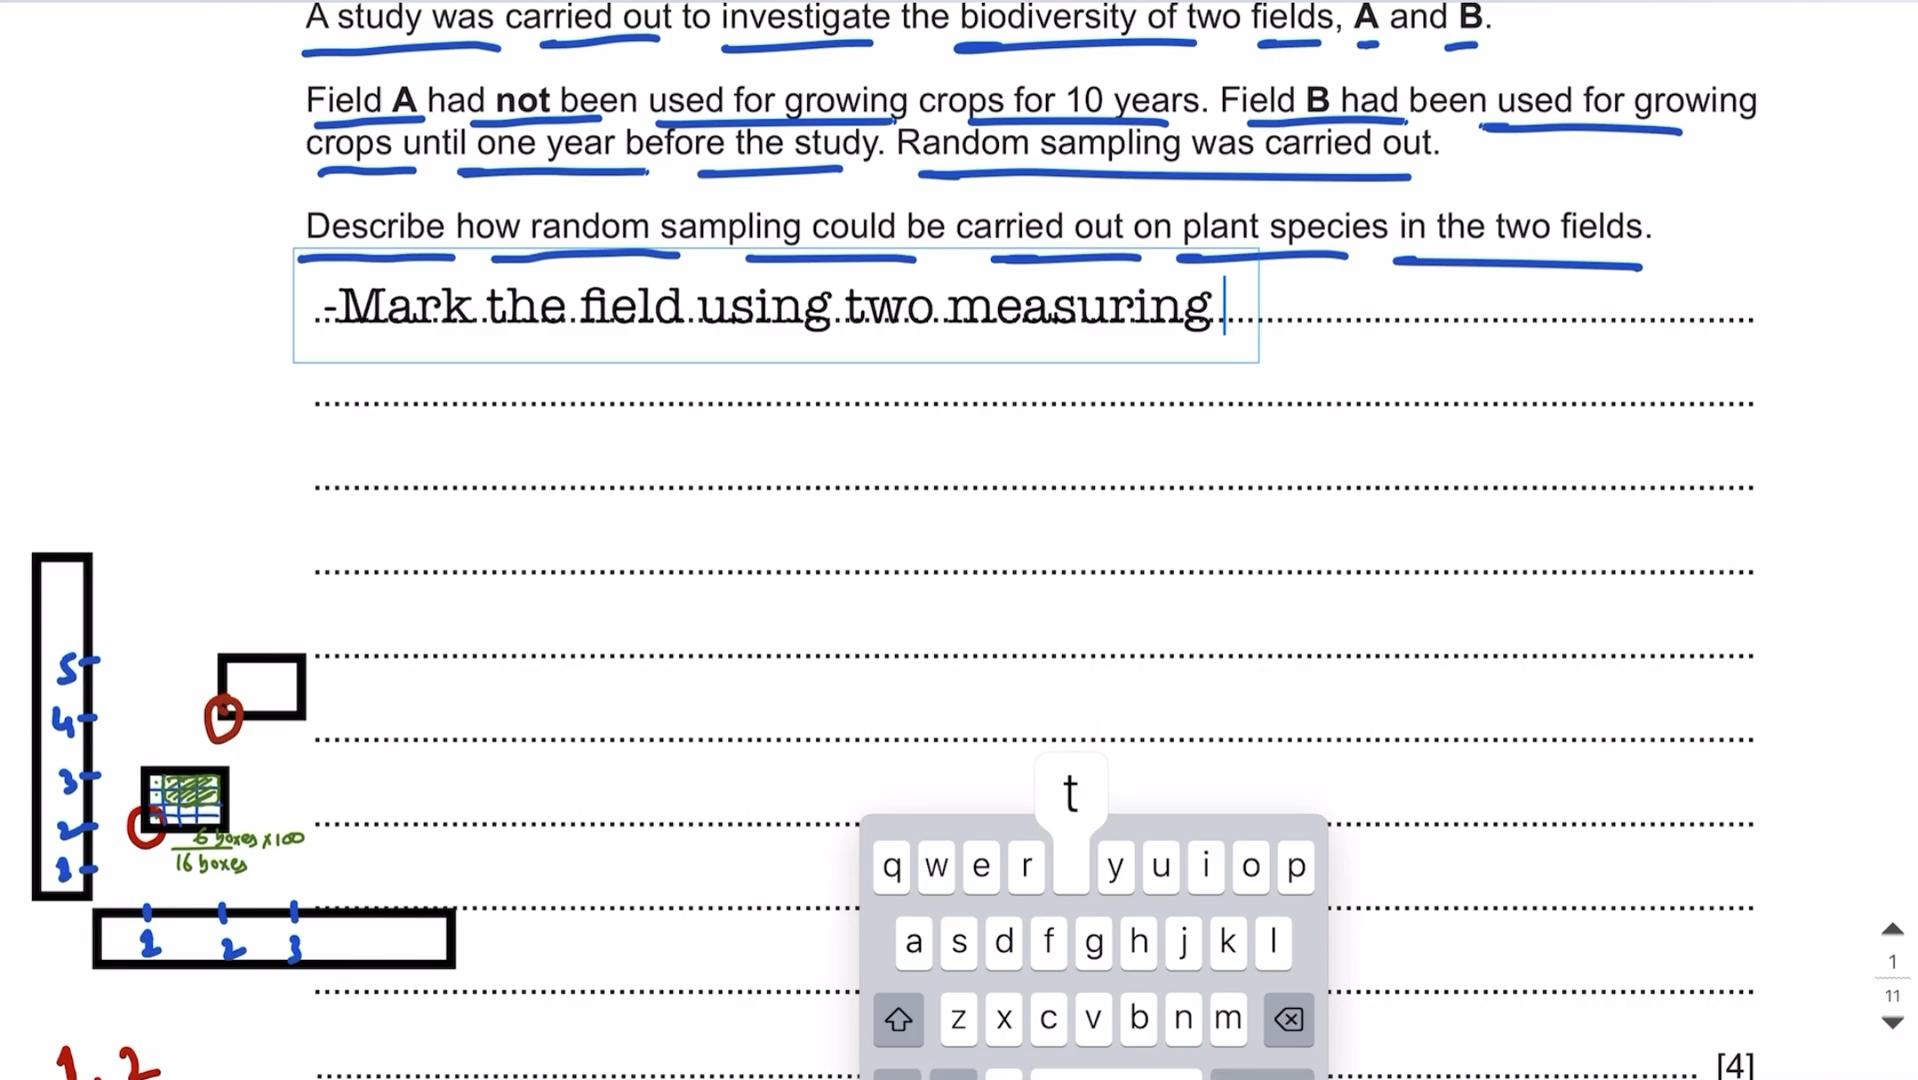 A study was carried out to investigate the biodiversity of two fields, A and B.
Field A had not been used for growing crops for 10 years. Field B had been used for growing
crops until one year before the study. Random sampling was carried out.
Describe how random sampling could be carried out on plant species in the two fields.
-Mark the field using two measuring
5
4
3
2
1
6 boxes x100
16 boxes
1 2 3
1, 2
t
q w e r y u i o p
a s d f g h j k l
z x c v b n m
1
11
[4]